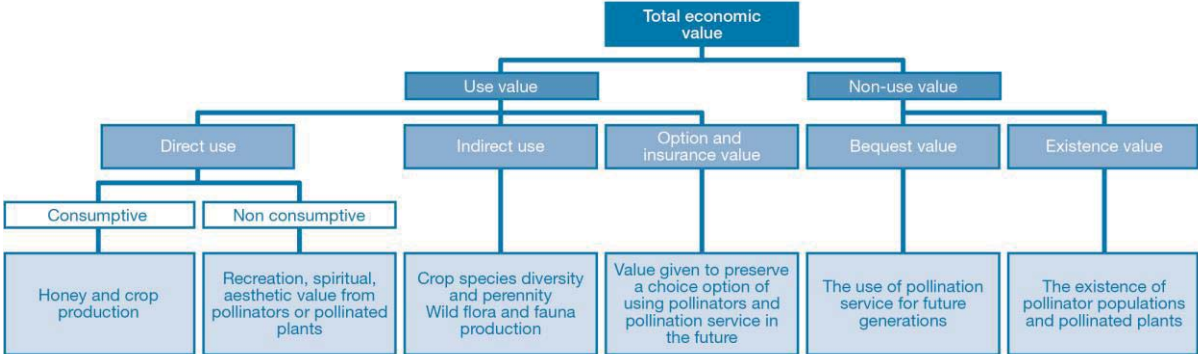 Total economic
value
Use value
Non-use value
Direct use
Indirect use
Option and
insurance value
Bequest value
Existence value
Consumptive
Non consumptive
Honey and crop
production
Recreation, spiritual,
aesthetic value from
pollinators or pollinated
plants
Crop species diversity
and perennity
Wild flora and fauna
production
Value given to preserve
a choice option of
using pollinators and
pollination service in
the future
The use of pollination
service for future
generations
The existence of
pollinator populations
and pollinated plants